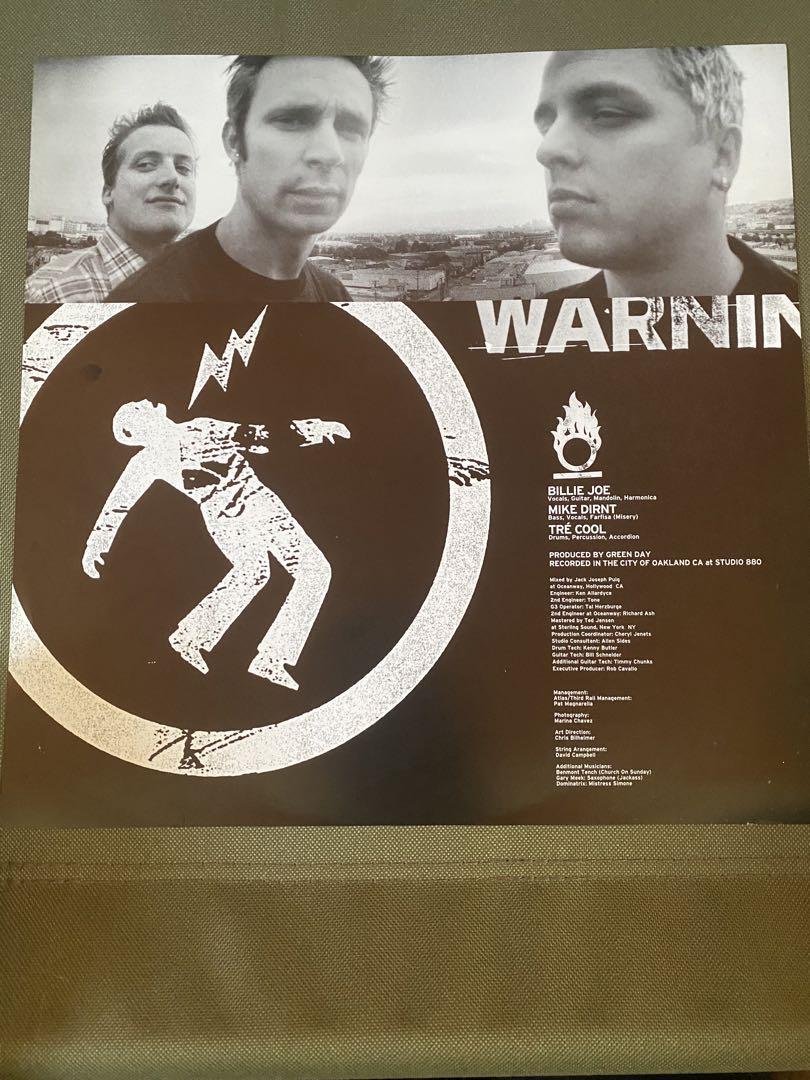 WARNIN
BILLIE JOE
Vocals, Guitar, Mandolin, Harmonica
MIKE DIRNT
Bass, Vocals, Farfisa (Misery)
TRÉ COOL
Drums, Percussion, Accordion
PRODUCED BY GREEN DAY
RECORDED IN THE CITY OF OAKLAND CA at STUDIO 880
Mixed by Jack Joseph Puig
at Oceanway, Hollywood CA
Engineer: Ken Allardyce
2nd Engineer: Tone
G3 Operator: Tal Herzburge
2nd Engineer at Oceanway: Richard Ash
Mastered by Ted Jensen
at Sterling Sound, New York NY
Production Coordinator: Cheryl Jenets
Studio Consultant: Allen Sides
Drum Tech: Kenny Butler
Guitar Tech: Bill Schneider
Additional Guitar Tech: Timmy Chunks
Executive Producer: Rob Cavallo
Management:
Atlas/Third Rail Management:
Pat Magnarella
Photography:
Marina Chavez
Art Direction:
Chris Bilheimer
String Arangement:
David Campbell
Additional Musicians:
Benmont Tench (Church On Sunday)
Gary Meek: Saxophone (Jackass)
Dominatrix: Mistress Simone